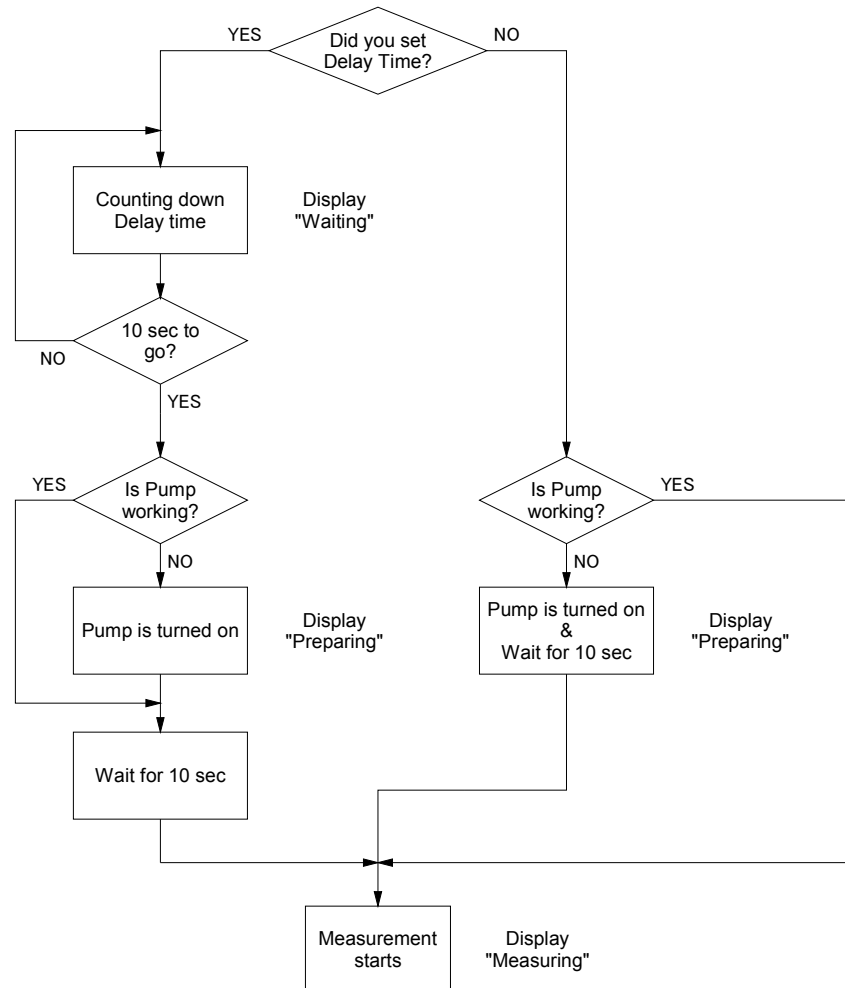 Did you set
Delay Time?
YES
NO
Counting down
Delay time
Display
"Waiting"
10 sec to
go?
NO
YES
Is Pump
working?
YES
NO
Is Pump
working?
YES
NO
Pump is turned on
Display
"Preparing"
Pump is turned on
&
Wait for 10 sec
Display
"Preparing"
Wait for 10 sec
Measurement
starts
Display
"Measuring"